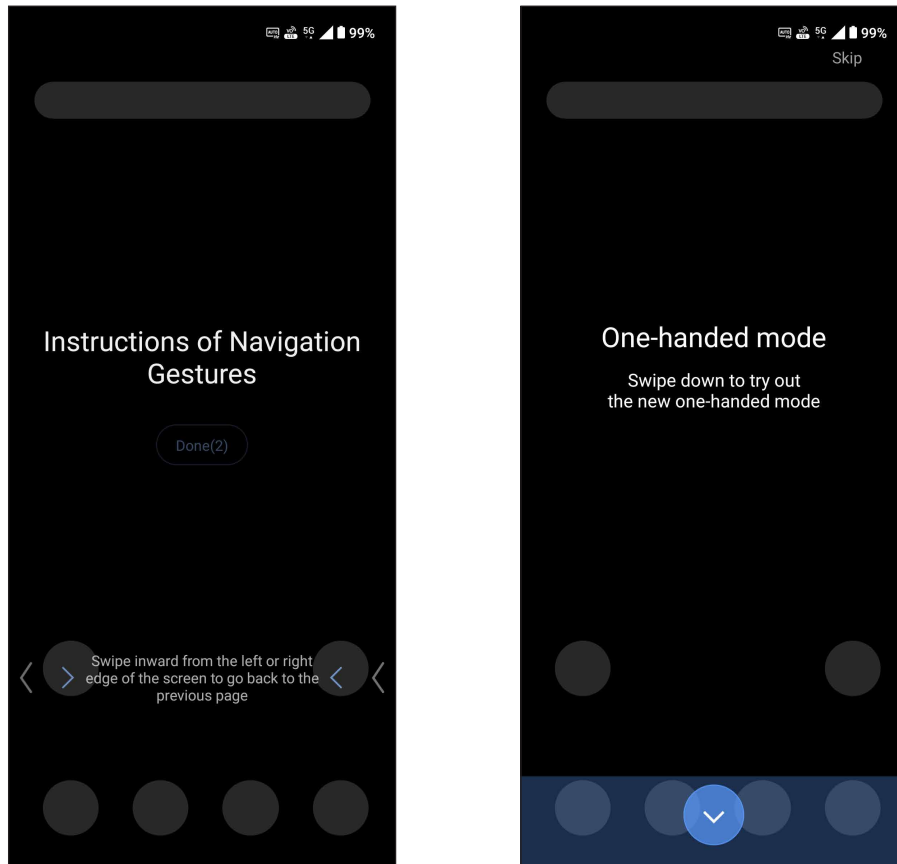 5G 99%
Instructions of Navigation
Gestures
Done(2)
Swipe inward from the left or right
edge of the screen to go back to the
previous page
5G 99%
Skip
One-handed mode
Swipe down to try out
the new one-handed mode